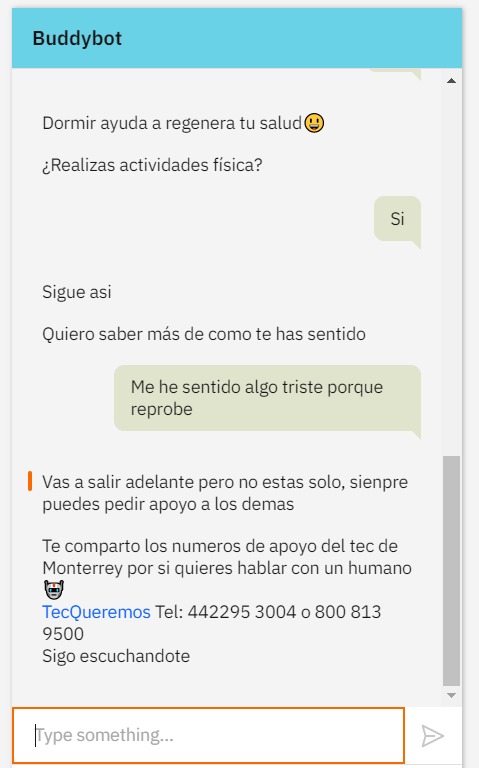 Buddybot
Dormir ayuda a regenera tu salud😃
¿Realizas actividades física?
Si
Sigue asi
Quiero saber más de como te has sentido
Me he sentido algo triste porque
reprobe
Vas a salir adelante pero no estas solo, sienpre
puedes pedir apoyo a los demas
Te comparto los numeros de apoyo del tec de
Monterrey por si quieres hablar con un humano
🤖
TecQueremos Tel: 442295 3004 o 800 813
9500
Sigo escuchandote
Type something...